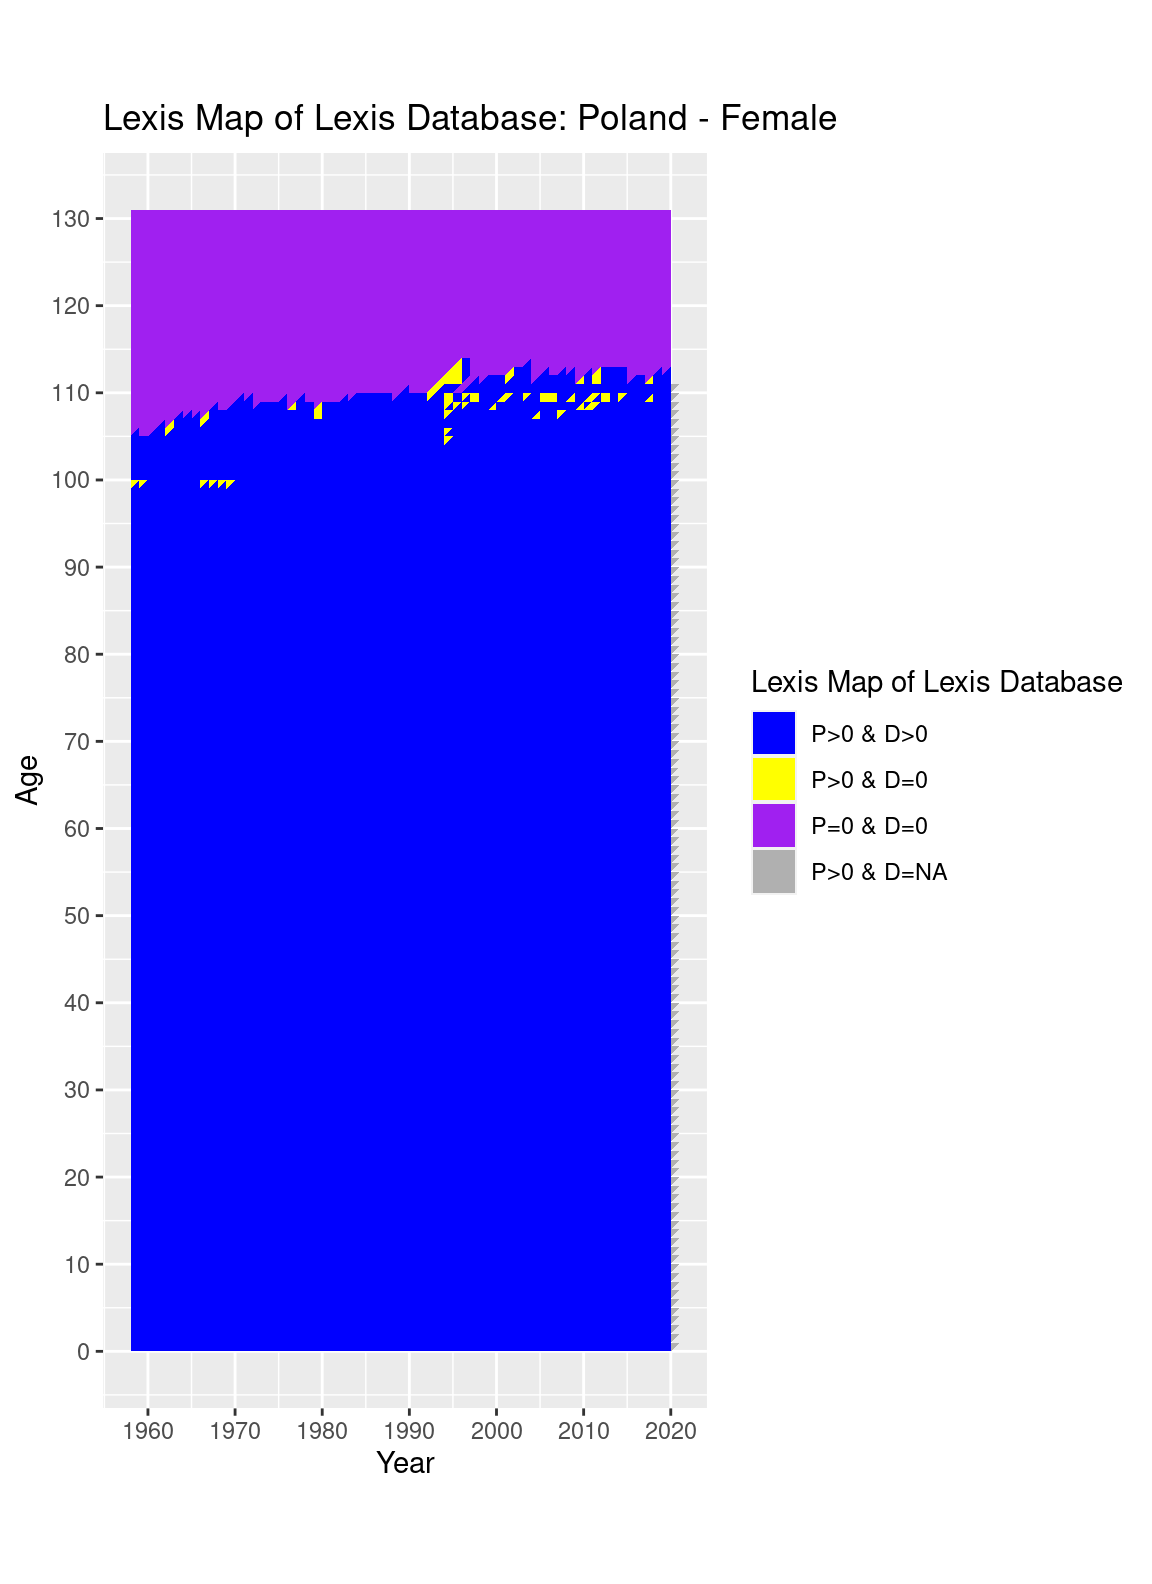 Lexis Map of Lexis Database: Poland - Female
130
120
110
100
90
80
70
60
50
40
30
20
10
0
Age
1960 1970 1980 1990 2000 2010 2020
Year
Lexis Map of Lexis Database
P>0 & D>0
P>0 & D=0
P=0 & D=0
P>0 & D=NA